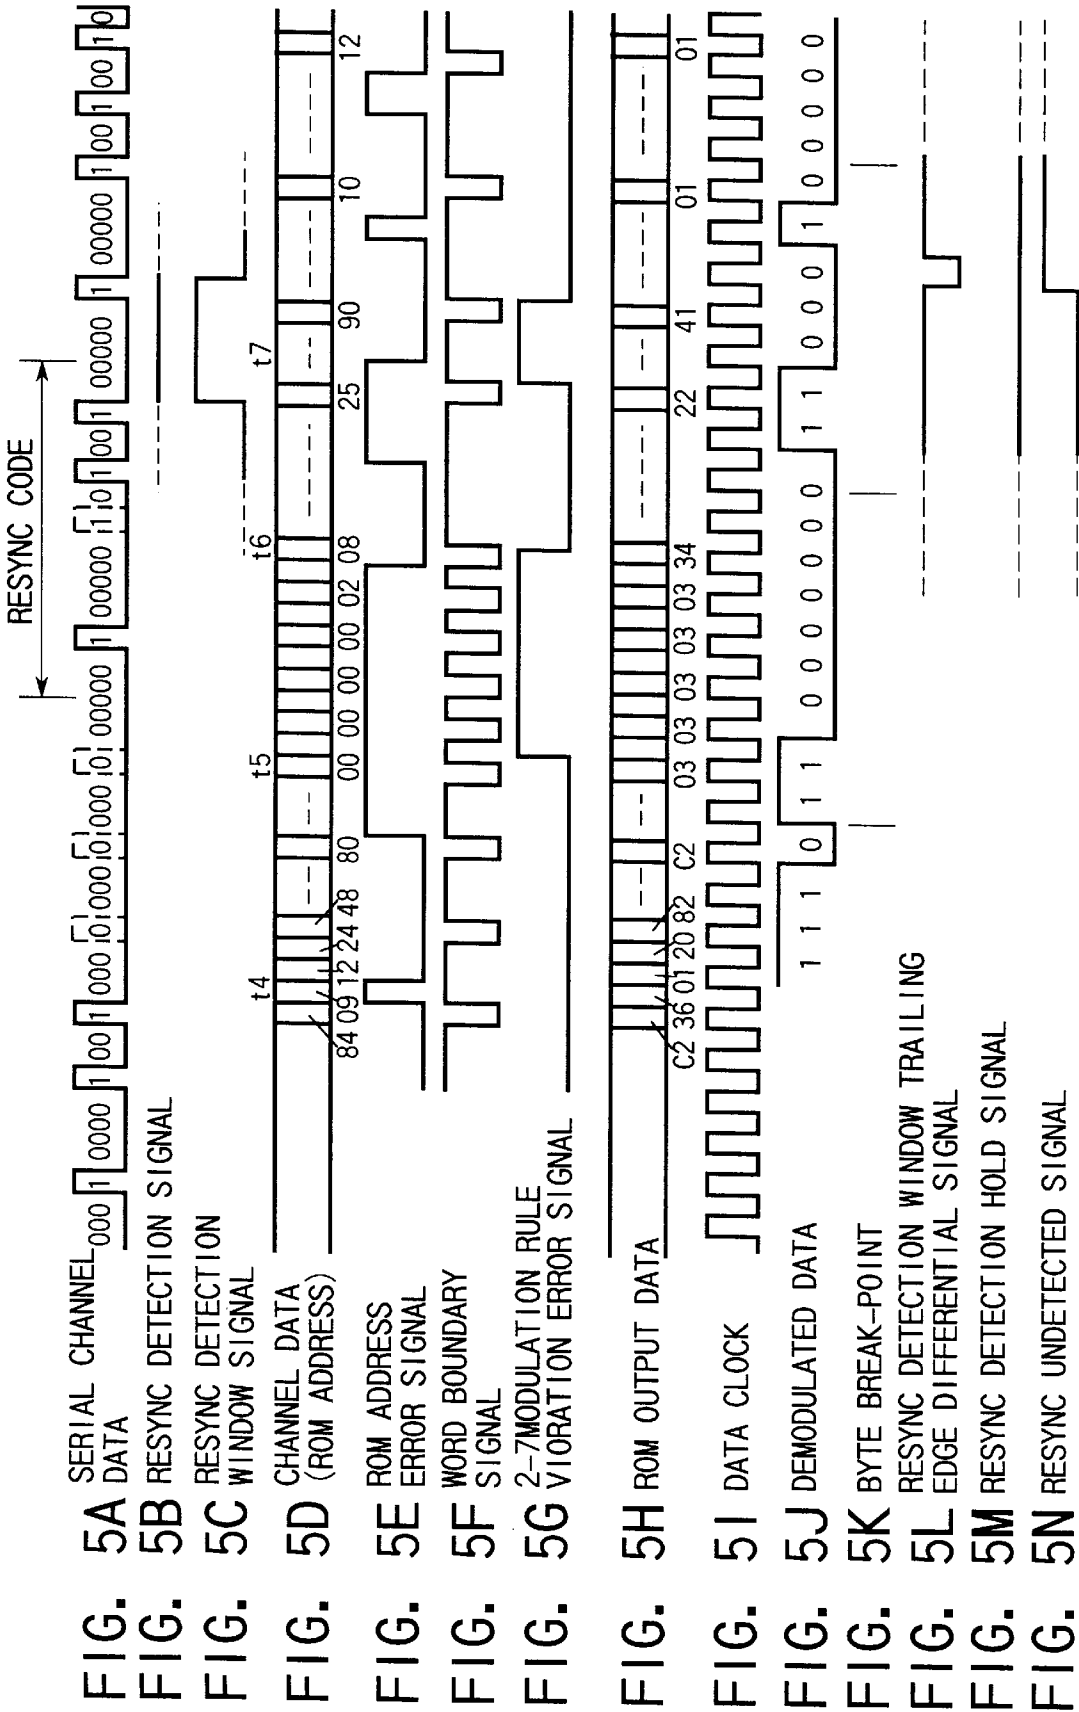 RESYNC CODE
FIG. 5A SERIAL CHANNEL DATA
000 1 0000 1 00 1 000 0 000 0 000 0 00000 1 00000 1 0 1 00 1 00000 1 00000 1 00 1 00 1 0
FIG. 5B RESYNC DETECTION SIGNAL
FIG. 5C RESYNC DETECTION
WINDOW SIGNAL
t4 t5 t6 t7
FIG. 5D CHANNEL DATA
(ROM ADDRESS)
84 09 12 24 48 80 00 00 00 00 02 08 25 90 10 12
FIG. 5E ROM ADDRESS
ERROR SIGNAL
FIG. 5F WORD BOUNDARY
SIGNAL
FIG. 5G 2-7MODULATION RULE
VIORATION ERROR SIGNAL
FIG. 5H ROM OUTPUT DATA
C2 36 01 20 82 C2 03 03 03 03 03 34 22 41 01 01
FIG. 5I DATA CLOCK
FIG. 5J DEMODULATED DATA
1 1 1 0 1 1 0 0 0 0 0 0 1 1 0 0 0 1 0 0 0 0
FIG. 5K BYTE BREAK-POINT
FIG. 5L RESYNC DETECTION WINDOW TRAILING
EDGE DIFFERENTIAL SIGNAL
FIG. 5M RESYNC DETECTION HOLD SIGNAL
FIG. 5N RESYNC UNDETECTED SIGNAL